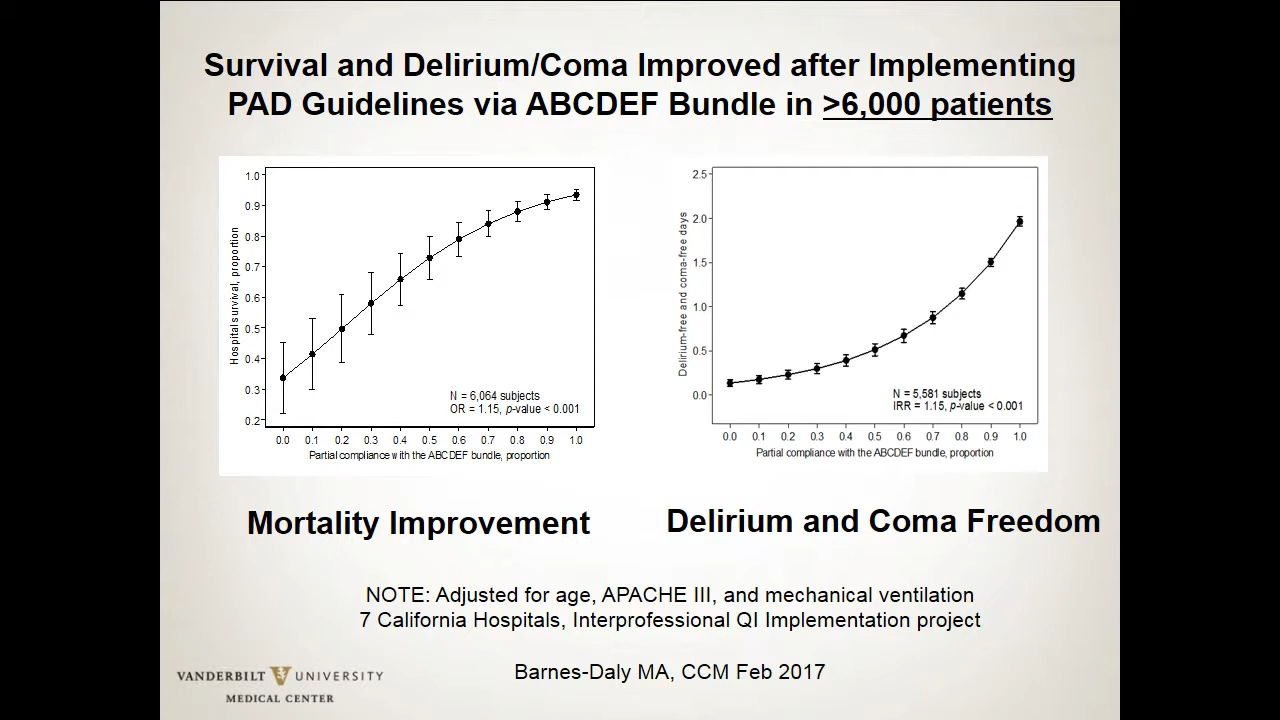 Survival and Delirium/Coma Improved after Implementing
PAD Guidelines via ABCDEF Bundle in >6,000 patients
Hospital survival, proportion
1.0
0.9
0.8
0.7
0.6
0.5
0.4
0.3
0.2
N = 6,064 subjects
OR = 1.15, p-value < 0.001
0.0 0.1 0.2 0.3 0.4 0.5 0.6 0.7 0.8 0.9 1.0
Partial compliance with the ABCDEF bundle, proportion
Delirium-free and coma-free days
2.5
2.0
1.5
1.0
0.5
0.0
N = 5,581 subjects
IRR = 1.15, p-value < 0.001
0.0 0.1 0.2 0.3 0.4 0.5 0.6 0.7 0.8 0.9 1.0
Partial compliance with the ABCDEF bundle, proportion
Mortality Improvement
Delirium and Coma Freedom
NOTE: Adjusted for age, APACHE III, and mechanical ventilation
7 California Hospitals, Interprofessional QI Implementation project
Barnes-Daly MA, CCM Feb 2017
VANDERBILT V UNIVERSITY
MEDICAL CENTER